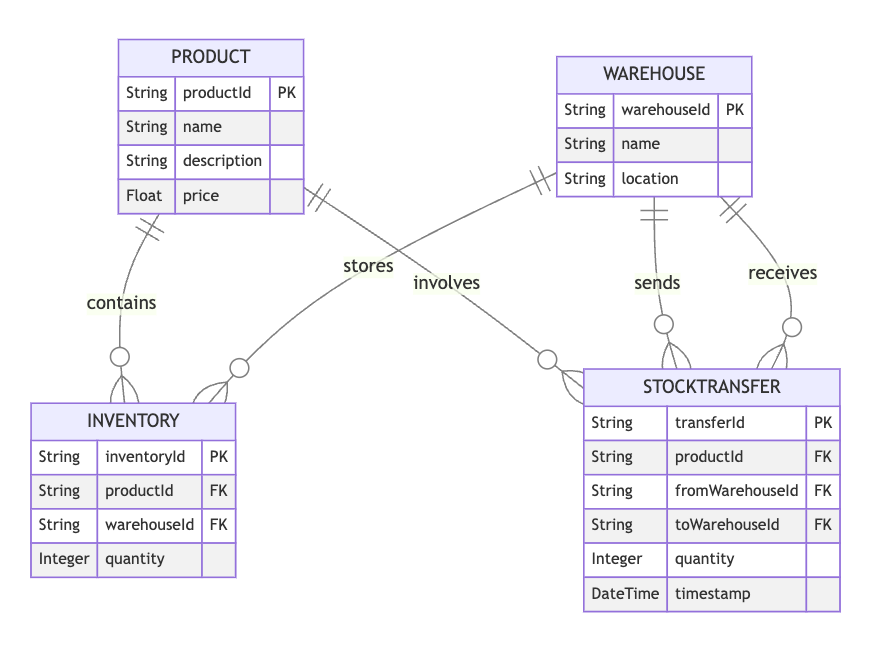 PRODUCT
String productId PK
String name
String description
Float price
WAREHOUSE
String warehouseId PK
String name
String location
stores
involves
contains
sends
receives
INVENTORY
String inventoryId PK
String productId FK
String warehouseId FK
Integer quantity
STOCKTRANSFER
String transferId PK
String productId FK
String fromWarehouseId FK
String toWarehouseId FK
Integer quantity
DateTime timestamp